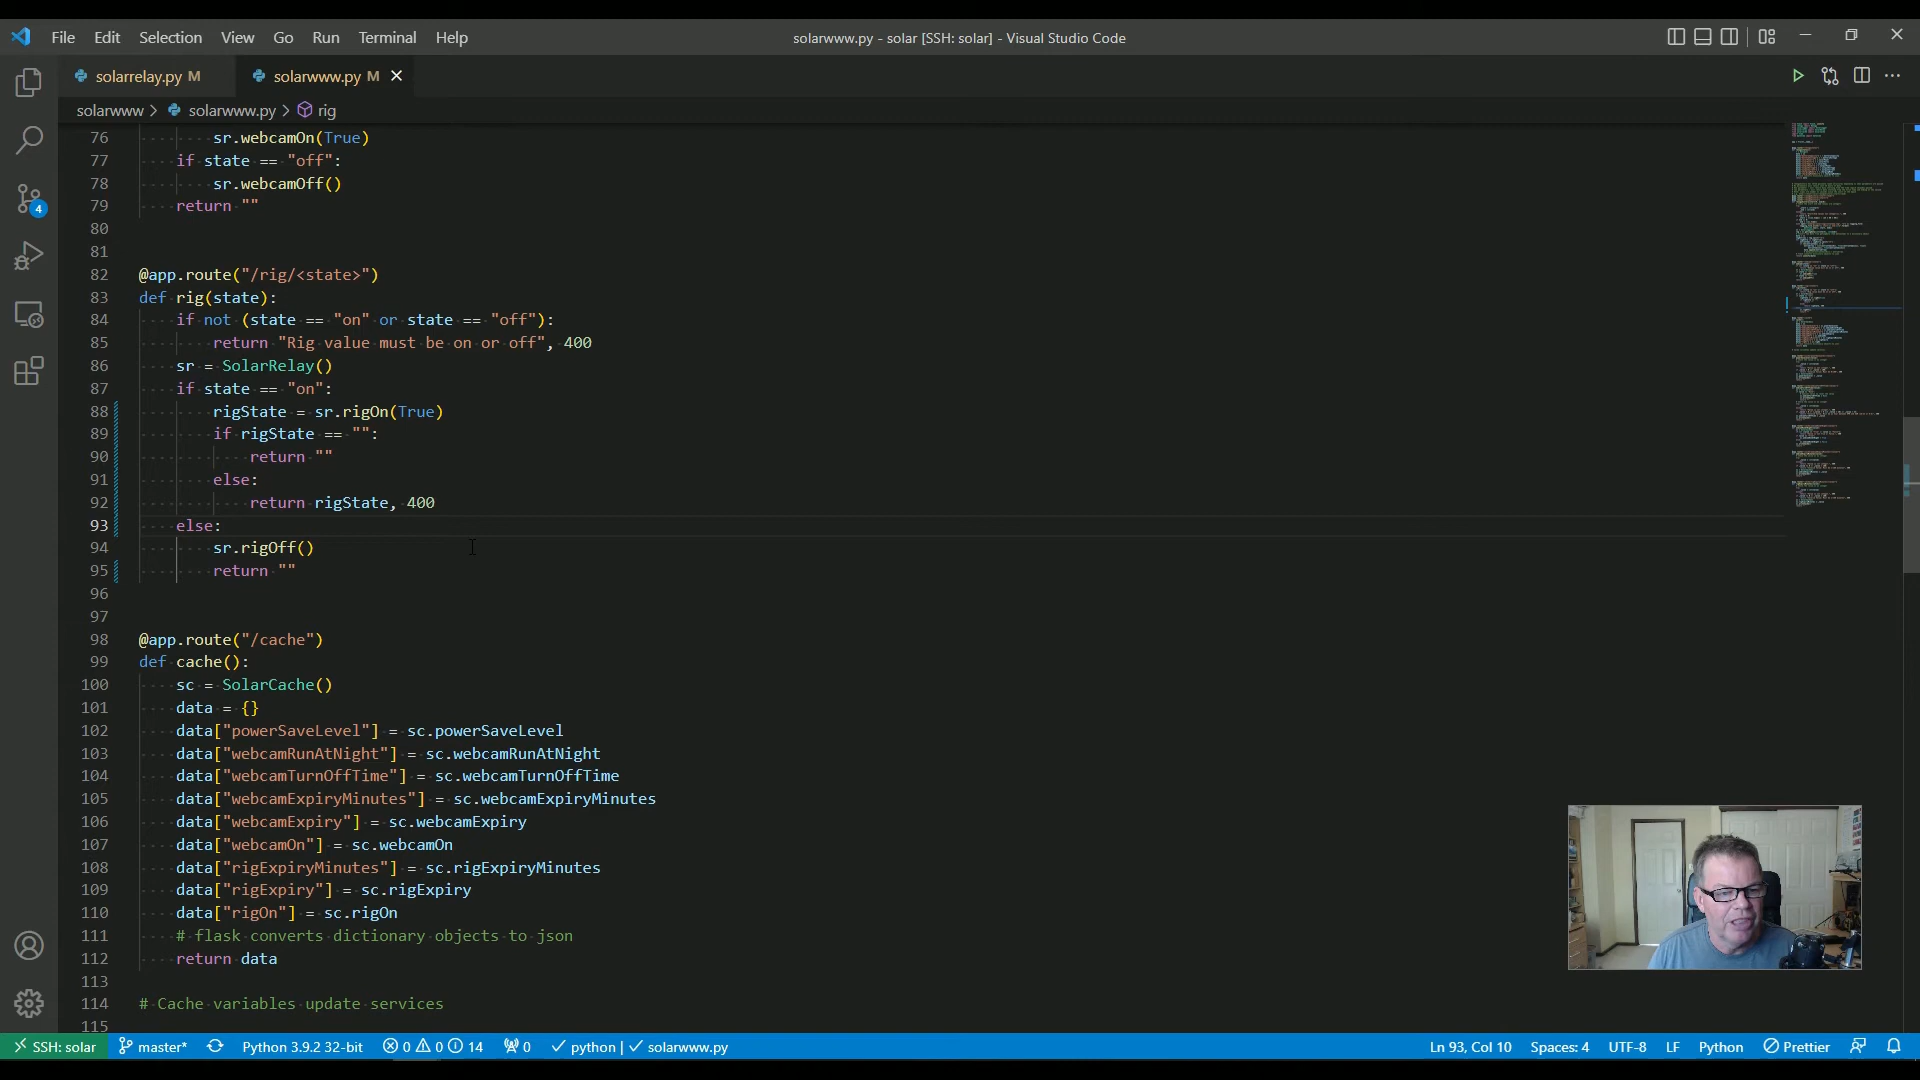 File Edit Selection View Go Run Terminal Help
solarwww.py - solar [SSH: solar] - Visual Studio Code
solarrelay.py M
solarwww.py M
solarwww > solarwww.py > rig
76 sr.webcamOn(True)
77 if state == "off":
78 sr.webcamOff()
79 return ""
80
81
82 @app.route("/rig/<state>")
83 def rig(state):
84 if not (state == "on" or state == "off"):
85 return "Rig value must be on or off", 400
86 sr = SolarRelay()
87 if state == "on":
88 rigState = sr.rigOn(True)
89 if rigState == "":
90 return ""
91 else:
92 return rigState, 400
93 else:
94 sr.rigOff()
95 return ""
96
97
98 @app.route("/cache")
99 def cache():
100 sc = SolarCache()
101 data = {}
102 data["powerSaveLevel"] = sc.powerSaveLevel
103 data["webcamRunAtNight"] = sc.webcamRunAtNight
104 data["webcamTurnOffTime"] = sc.webcamTurnOffTime
105 data["webcamExpiryMinutes"] = sc.webcamExpiryMinutes
106 data["webcamExpiry"] = sc.webcamExpiry
107 data["webcamOn"] = sc.webcamOn
108 data["rigExpiryMinutes"] = sc.rigExpiryMinutes
109 data["rigExpiry"] = sc.rigExpiry
110 data["rigOn"] = sc.rigOn
111 # flask converts dictionary objects to json
112 return data
113
114 # Cache variables update services
115
4
SSH: solar master* Python 3.9.2 32-bit 0 0 14 0 python | solarwww.py Ln 93, Col 10 Spaces: 4 UTF-8 LF Python Prettier